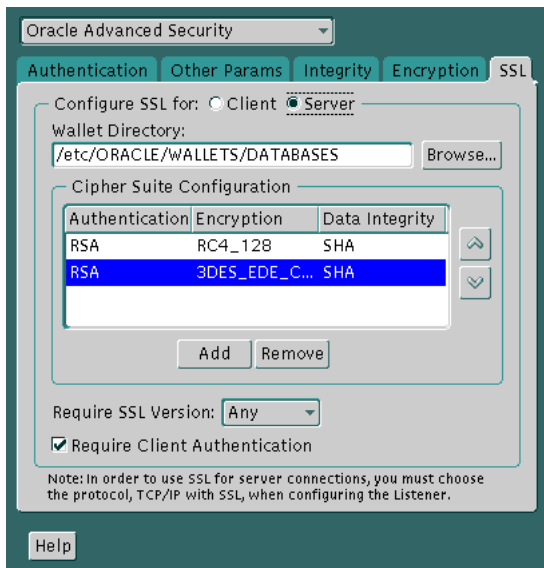 Oracle Advanced Security
Authentication Other Params Integrity Encryption SSL
Configure SSL for: Client Server
Wallet Directory:
/etc/ORACLE/WALLETS/DATABASES Browse...
Cipher Suite Configuration
Authentication Encryption Data Integrity
RSA RC4_128 SHA
RSA 3DES_EDE_C... SHA
Add Remove
Require SSL Version: Any
Require Client Authentication
Note: In order to use SSL for server connections, you must choose
the protocol, TCP/IP with SSL, when configuring the Listener.
Help